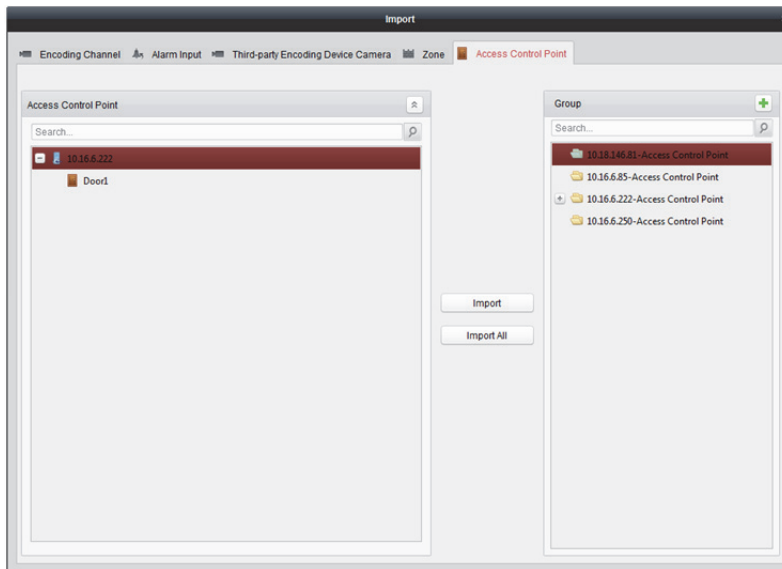 Import
Encoding Channel Alarm Input Third-party Encoding Device Camera Zone Access Control Point
Access Control Point
Search...
10.16.6.222
Door1
Import
Import All
Group
Search...
10.18.146.81-Access Control Point
10.16.6.85-Access Control Point
10.16.6.222-Access Control Point
10.16.6.250-Access Control Point